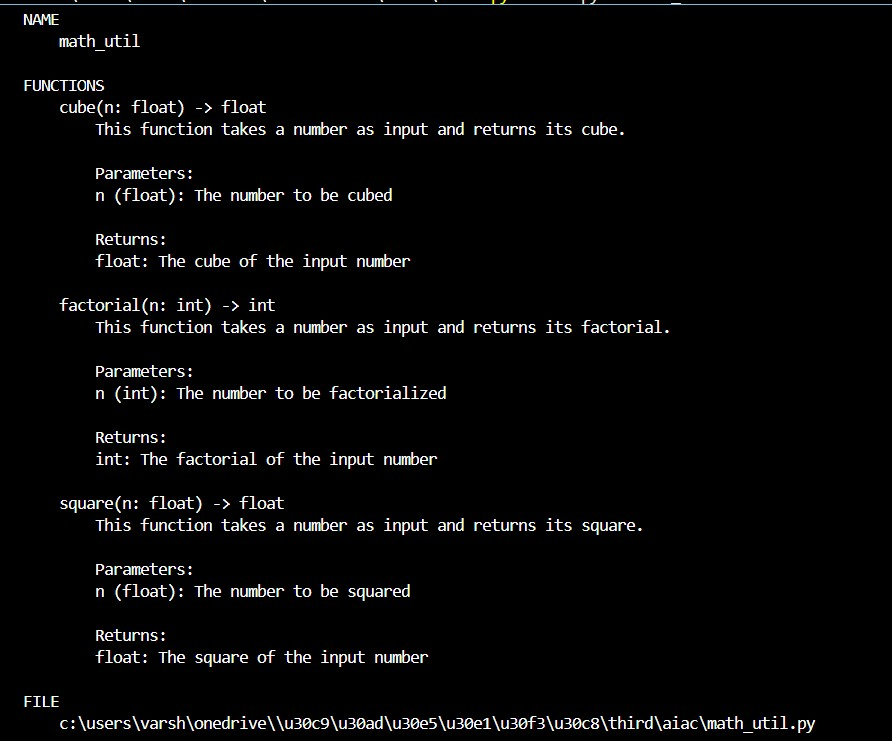 NAME
math_util
FUNCTIONS
cube(n: float) -> float
This function takes a number as input and returns its cube.
Parameters:
n (float): The number to be cubed
Returns:
float: The cube of the input number
factorial(n: int) -> int
This function takes a number as input and returns its factorial.
Parameters:
n (int): The number to be factorialized
Returns:
int: The factorial of the input number
square(n: float) -> float
This function takes a number as input and returns its square.
Parameters:
n (float): The number to be squared
Returns:
float: The square of the input number
FILE
c:\users\varsh\onedrive\\u30c9\u30ad\u30e5\u30e1\u30f3\u30c8\third\aiac\math_util.py